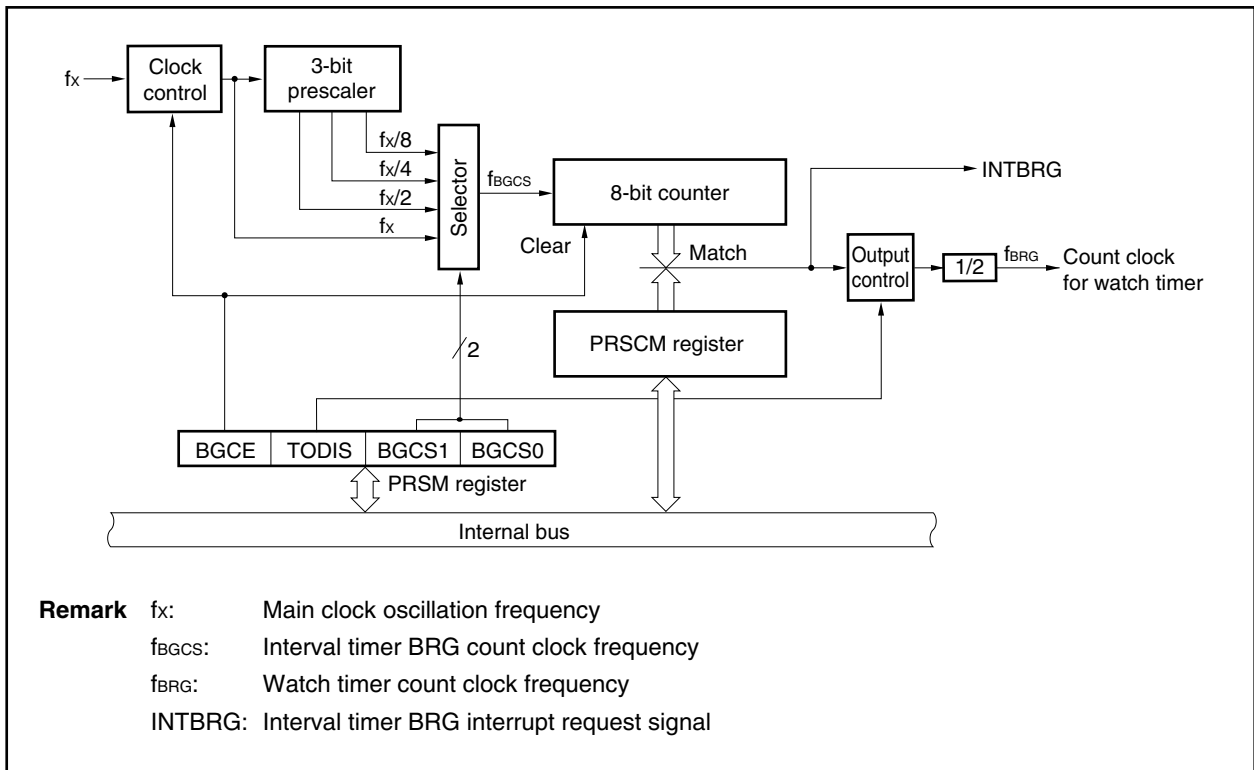 fX
Clock control
3-bit prescaler
fX/8
fX/4
fX/2
fX
Selector
fBGCS
8-bit counter
Clear
Match
INTBRG
Output control
1/2
fBRG
Count clock for watch timer
PRSCM register
2
BGCE TODIS BGCS1 BGCS0
PRSM register
Internal bus
Remark fX: Main clock oscillation frequency
fBGCS: Interval timer BRG count clock frequency
fBRG: Watch timer count clock frequency
INTBRG: Interval timer BRG interrupt request signal